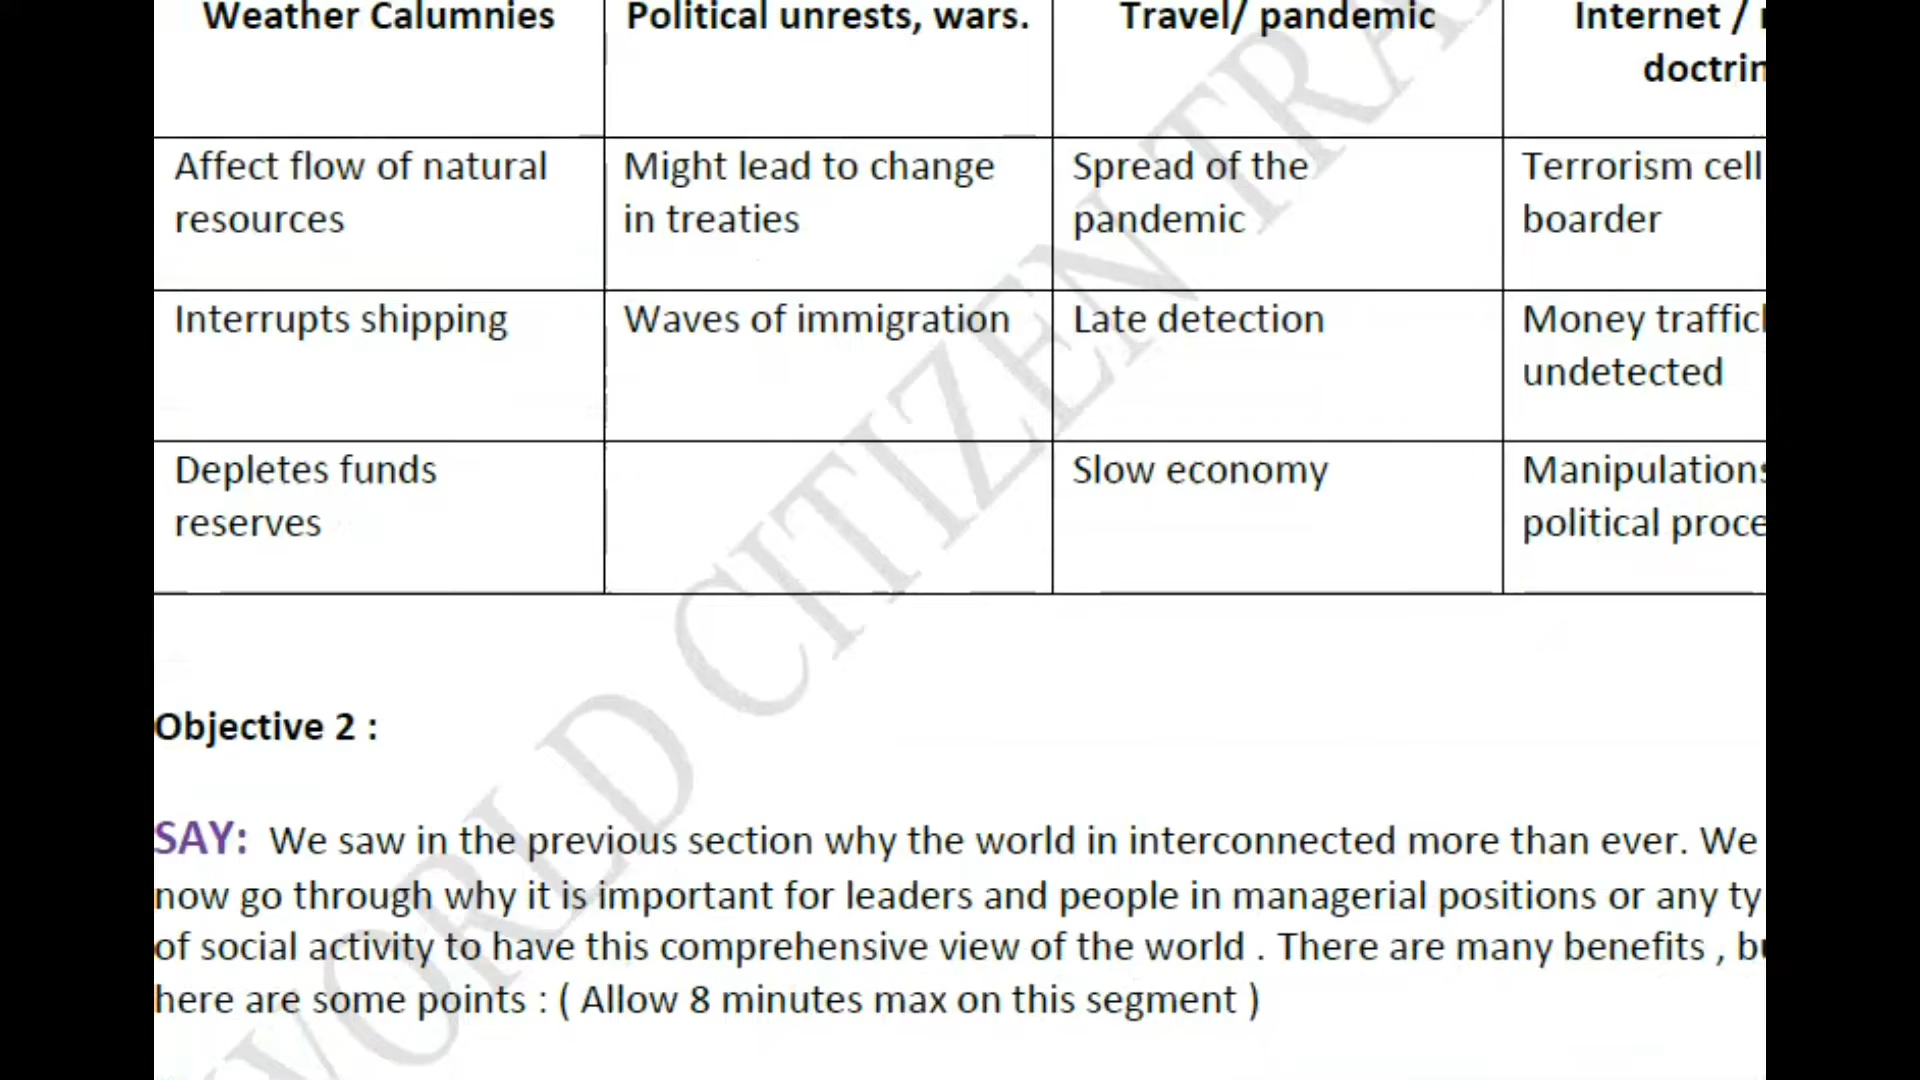 Weather Calumnies
Political unrests, wars.
Travel/ pandemic
Internet /
Affect flow of natural
resources
Might lead to change
in treaties
Spread of the
pandemic
Terrorism cell
boarder
Interrupts shipping
Waves of immigration
Late detection
Money
undetected
Depletes funds
reserves
Slow economy
Manipulations
political
Objective 2 :
SAY: We saw in the previous section why the world in interconnected more than ever. We
now go through why it is important for leaders and people in managerial positions or any
of social activity to have this comprehensive view of the world . There are many benefits ,
here are some points : ( Allow 8 minutes max on this segment )
WORLD CITIZEN